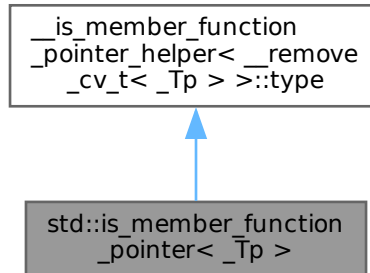 __is_member_function
_pointer_helper< __remove
_cv_t< _Tp > >::type
std::is_member_function
_pointer< _Tp >